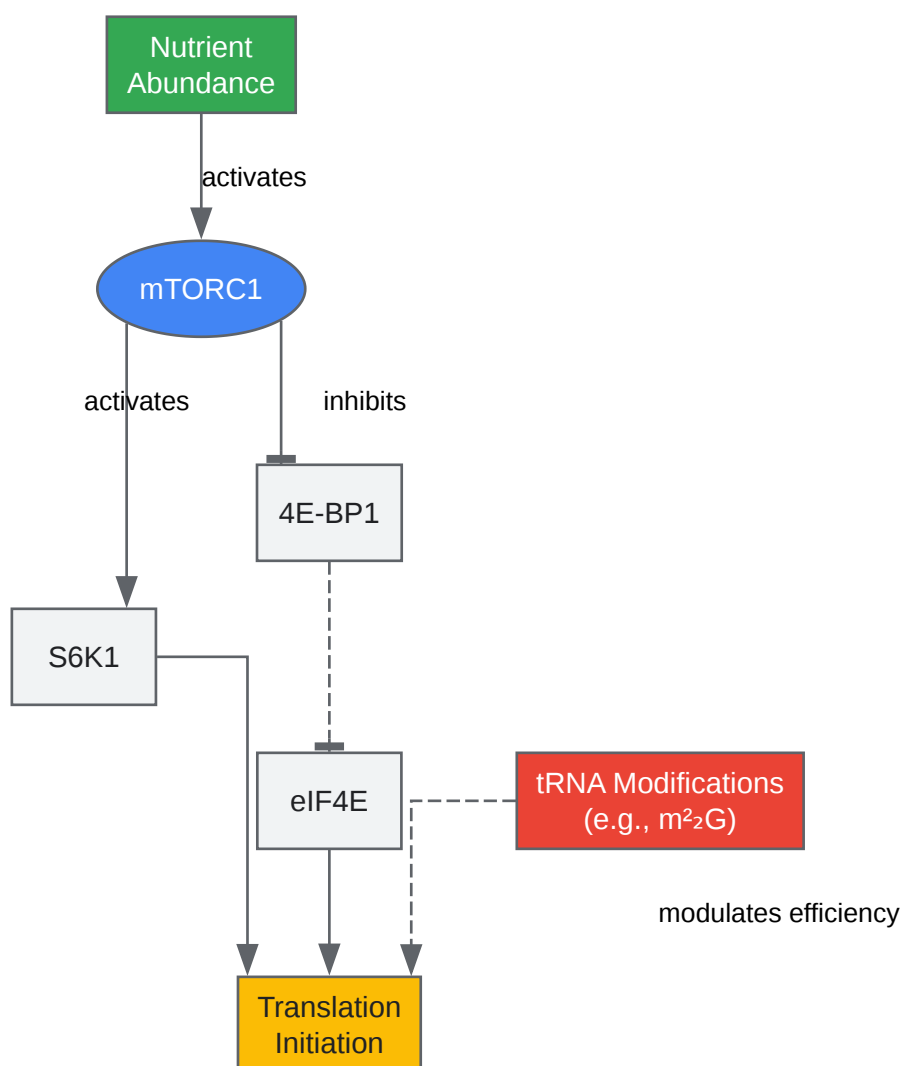 Nutrient
Abundance
activates
mTORC1
activates
inhibits
4E-BP1
S6K1
eIF4E
tRNA Modifications
(e.g., m²₂G)
modulates efficiency
Translation
Initiation